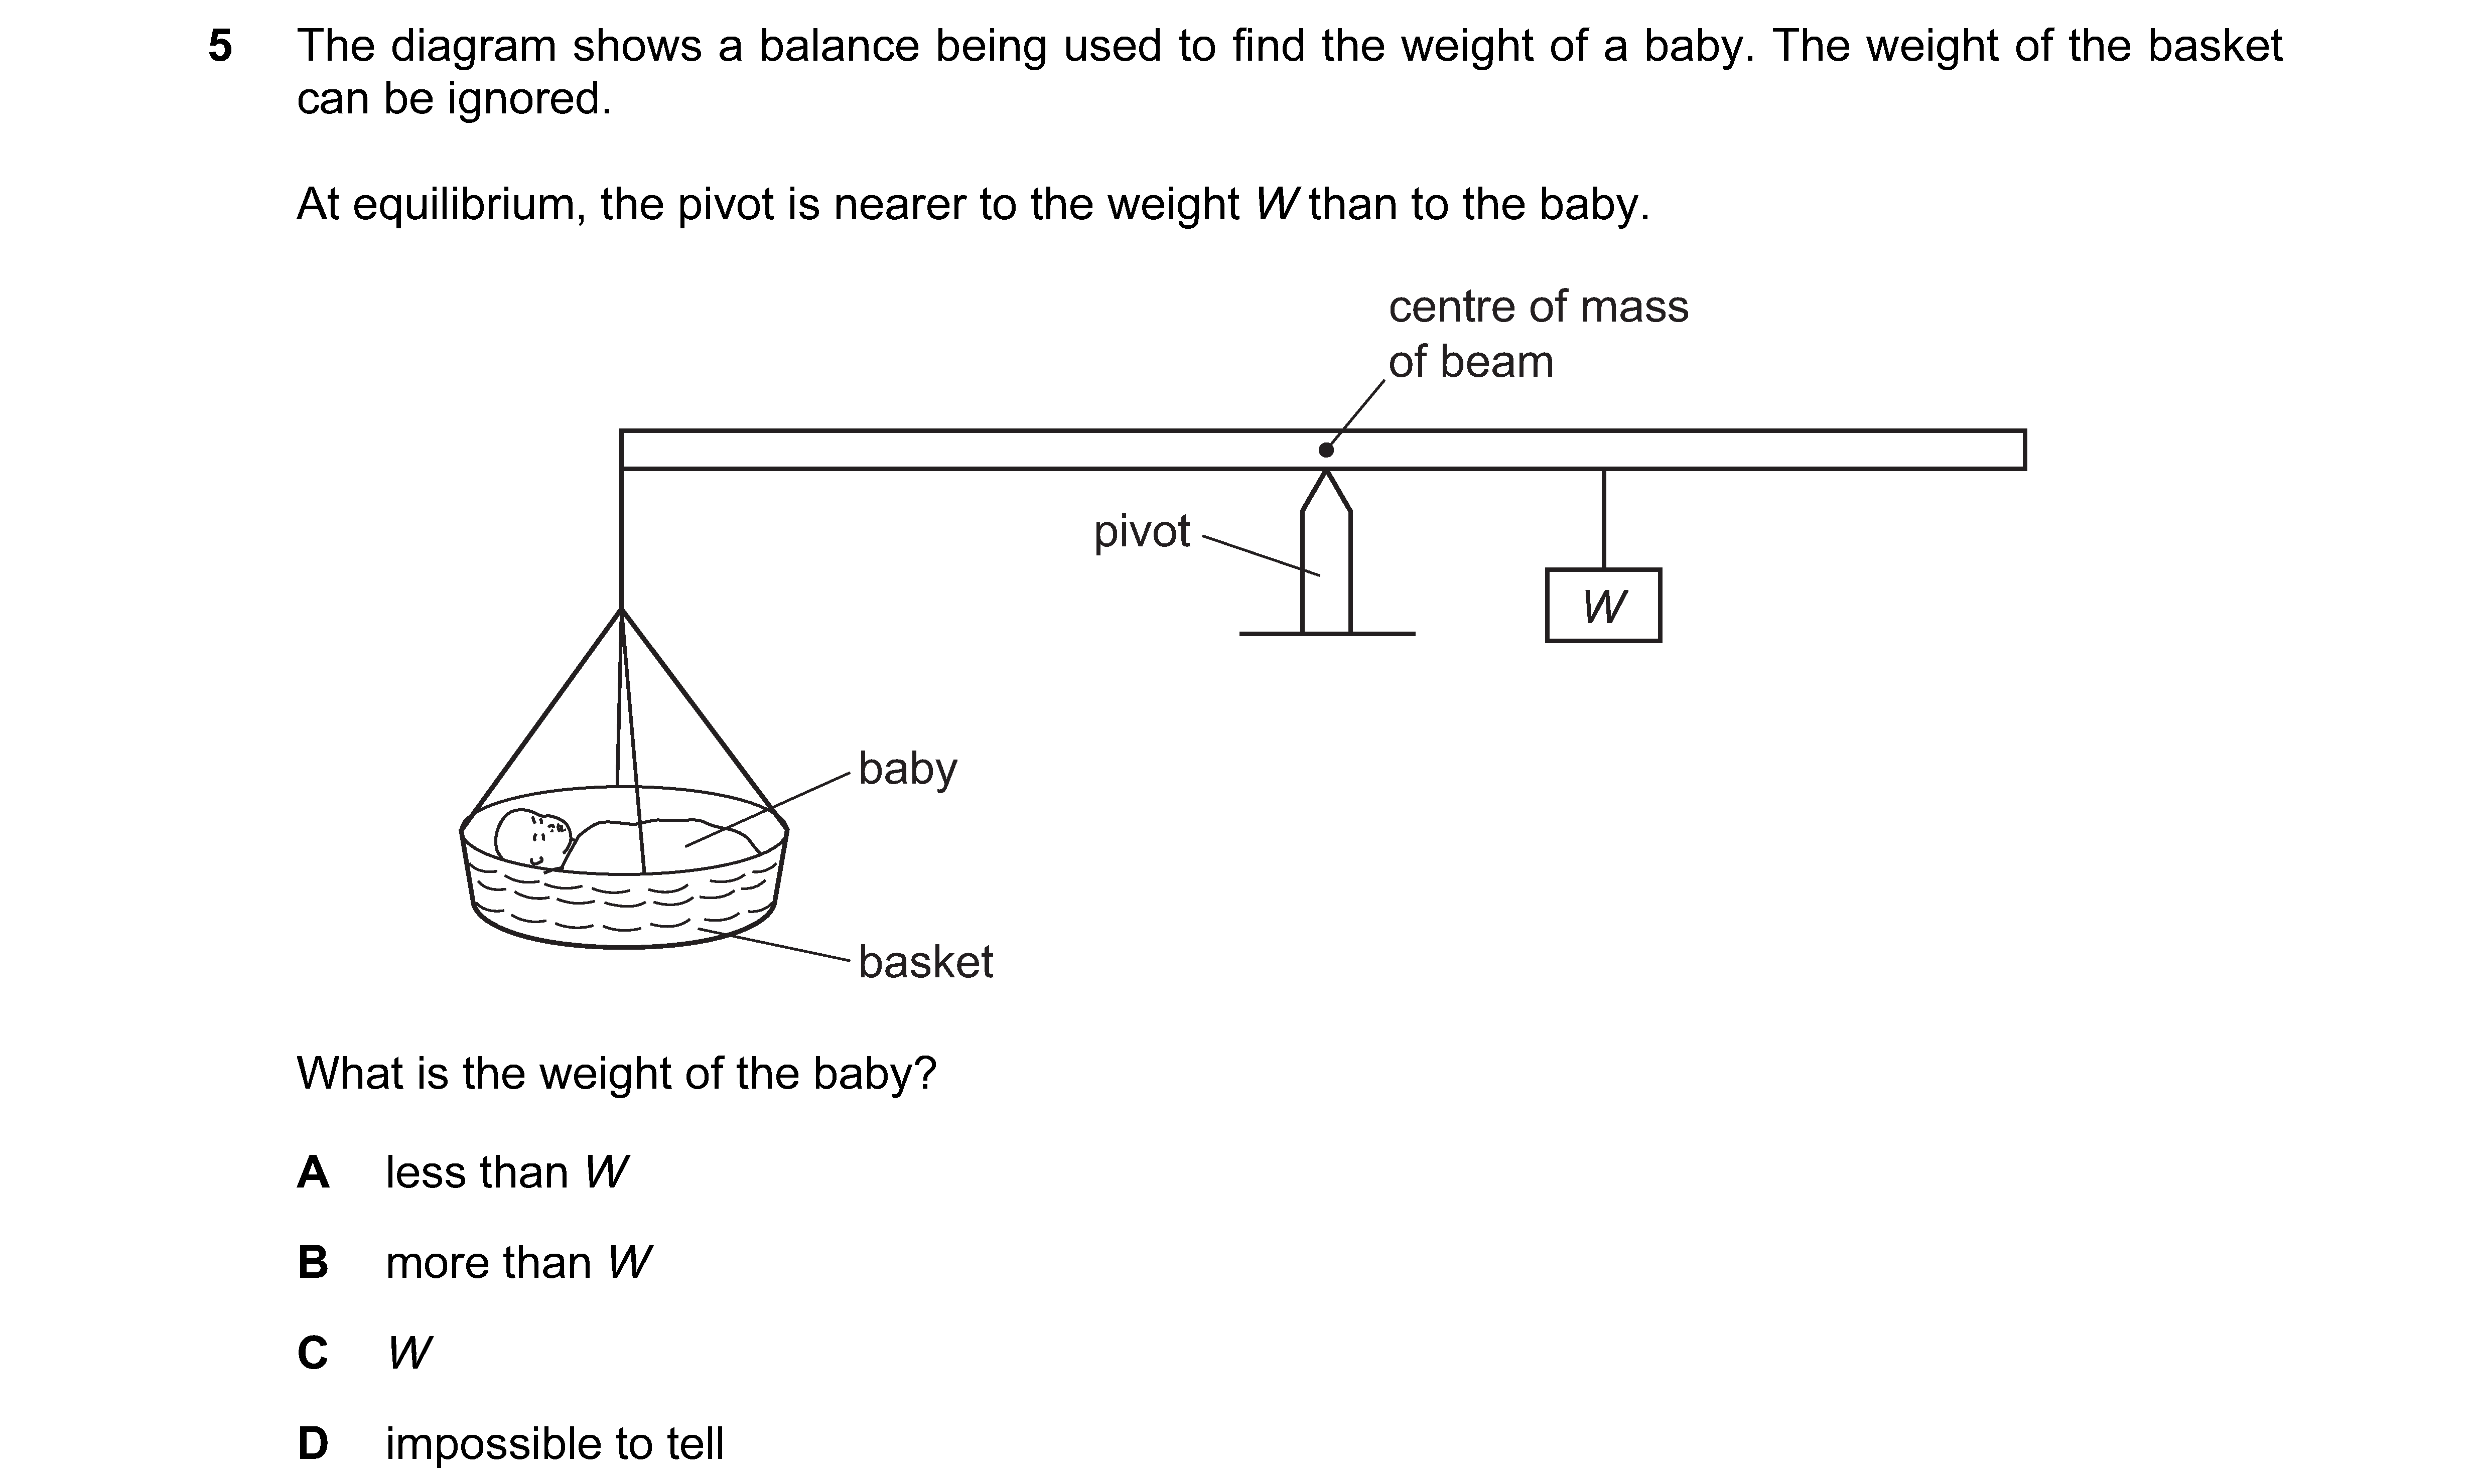 5 The diagram shows a balance being used to find the weight of a baby. The weight of the basket
can be ignored.
At equilibrium, the pivot is nearer to the weight W than to the baby.
centre of mass
of beam
pivot
W
baby
basket
What is the weight of the baby?
A less than W
B more than W
C W
D impossible to tell